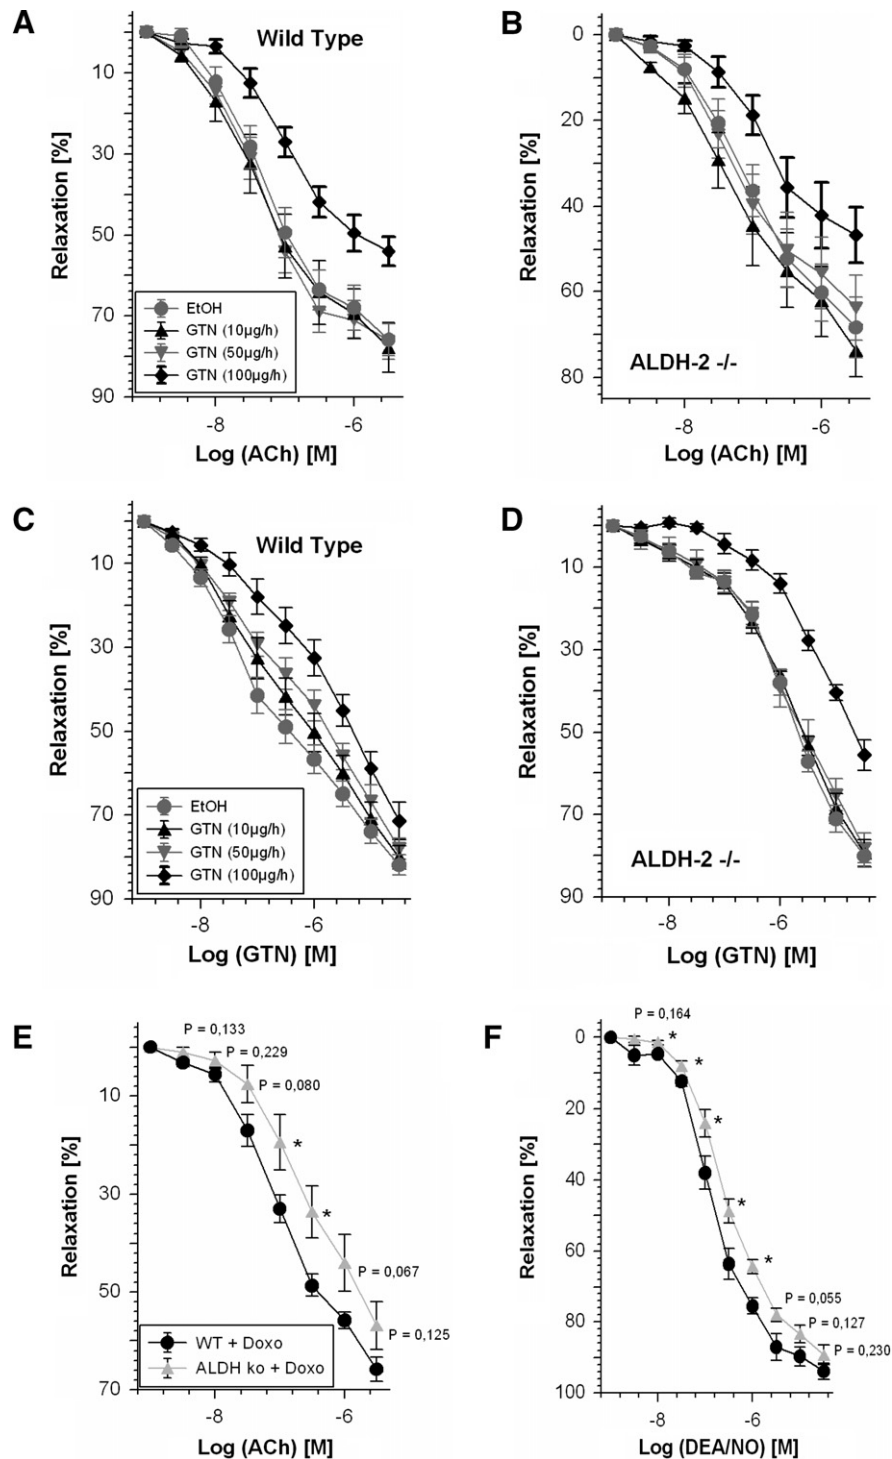 A
Wild Type
Relaxation [%]
10
30
50
70
90
EtOH
GTN (10µg/h)
GTN (50µg/h)
GTN (100µg/h)
-8
-6
Log (ACh) [M]
B
Relaxation [%]
0
20
40
60
80
ALDH-2 -/-
-8
-6
Log (ACh) [M]
C
Wild Type
Relaxation [%]
10
30
50
70
90
EtOH
GTN (10µg/h)
GTN (50µg/h)
GTN (100µg/h)
-8
-6
Log (GTN) [M]
D
Relaxation [%]
10
30
50
70
90
ALDH-2 -/-
-8
-6
Log (GTN) [M]
E
P = 0,133
P = 0,229
P = 0,080
*
*
P = 0,067
P = 0,125
Relaxation [%]
10
30
50
70
WT + Doxo
ALDH ko + Doxo
-8
-6
Log (ACh) [M]
F
P = 0,164
*
*
*
*
*
P = 0,055
P = 0,127
P = 0,230
Relaxation [%]
0
20
40
60
80
100
-8
-6
Log (DEA/NO) [M]